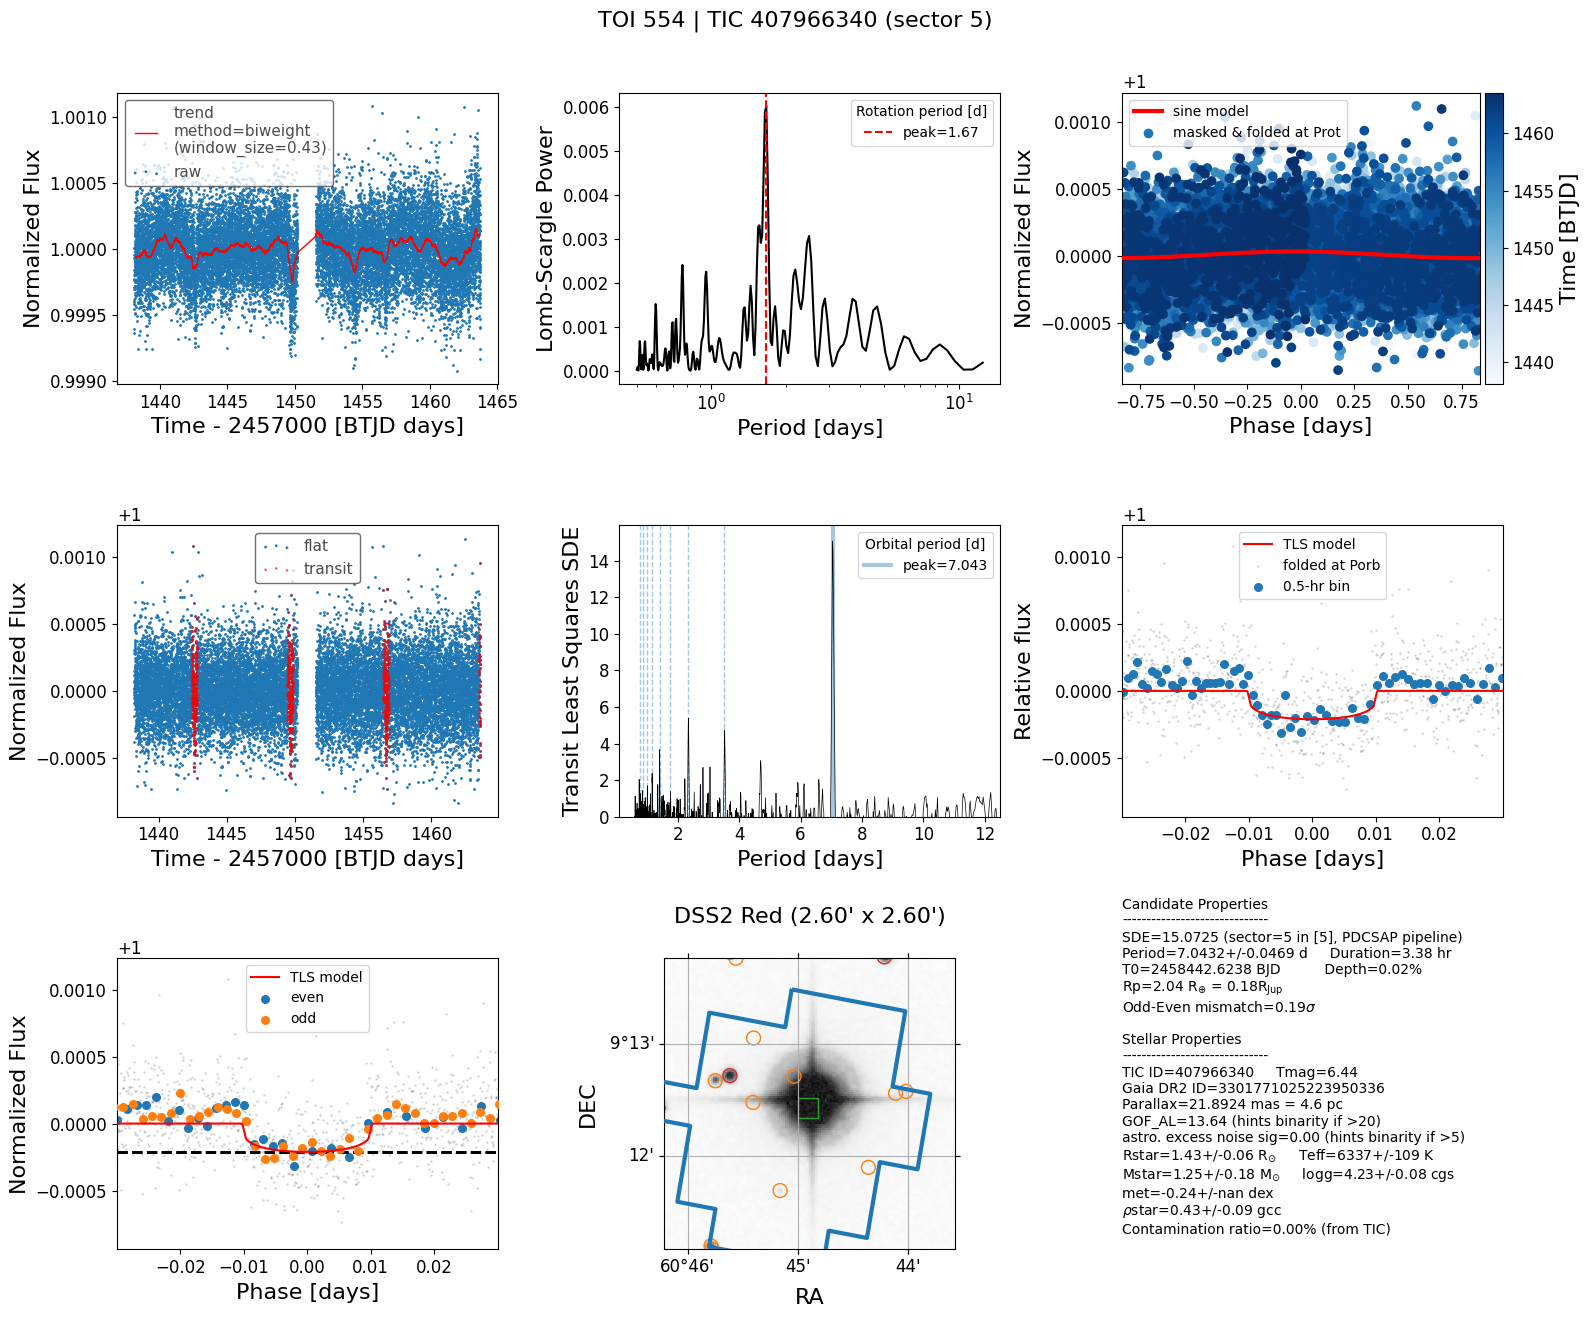 TOI 554 | TIC 407966340 (sector 5)
Normalized Flux
1.0010
1.0005
1.0000
0.9995
0.9990
trend
method=biweight
(window_size=0.43)
raw
1440 1445 1450 1455 1460 1465
Time - 2457000 [BTJD days]
Lomb-Scargle Power
0.006
0.005
0.004
0.003
0.002
0.001
0.000
Rotation period [d]
peak=1.67
10^0 10^1
Period [days]
+1
Normalized Flux
0.0010
0.0005
0.0000
−0.0005
sine model
masked & folded at Prot
−0.75 −0.50 −0.25 0.00 0.25 0.50 0.75
Phase [days]
1460
1455
1450
1445
1440
Time [BTJD]
+1
Normalized Flux
0.0010
0.0005
0.0000
−0.0005
flat
transit
1440 1445 1450 1455 1460
Time - 2457000 [BTJD days]
Transit Least Squares SDE
14
12
10
8
6
4
2
0
Orbital period [d]
peak=7.043
2 4 6 8 10 12
Period [days]
+1
Relative flux
0.0010
0.0005
0.0000
−0.0005
TLS model
folded at Porb
0.5-hr bin
−0.02 −0.01 0.00 0.01 0.02
Phase [days]
+1
Normalized Flux
0.0010
0.0005
0.0000
−0.0005
TLS model
even
odd
−0.02 −0.01 0.00 0.01 0.02
Phase [days]
DSS2 Red (2.60' x 2.60')
DEC
9°13'
12'
60°46' 45' 44'
RA
Candidate Properties
------------------------------
SDE=15.0725 (sector=5 in [5], PDCSAP pipeline)
Period=7.0432+/-0.0469 d Duration=3.38 hr
T0=2458442.6238 BJD Depth=0.02%
Rp=2.04 R⊕ = 0.18RJup
Odd-Even mismatch=0.19σ
Stellar Properties
------------------------------
TIC ID=407966340 Tmag=6.44
Gaia DR2 ID=3301771025223950336
Parallax=21.8924 mas = 4.6 pc
GOF_AL=13.64 (hints binarity if >20)
astro. excess noise sig=0.00 (hints binarity if >5)
Rstar=1.43+/-0.06 R☉ Teff=6337+/-109 K
Mstar=1.25+/-0.18 M☉ logg=4.23+/-0.08 cgs
met=-0.24+/-nan dex
ρstar=0.43+/-0.09 gcc
Contamination ratio=0.00% (from TIC)